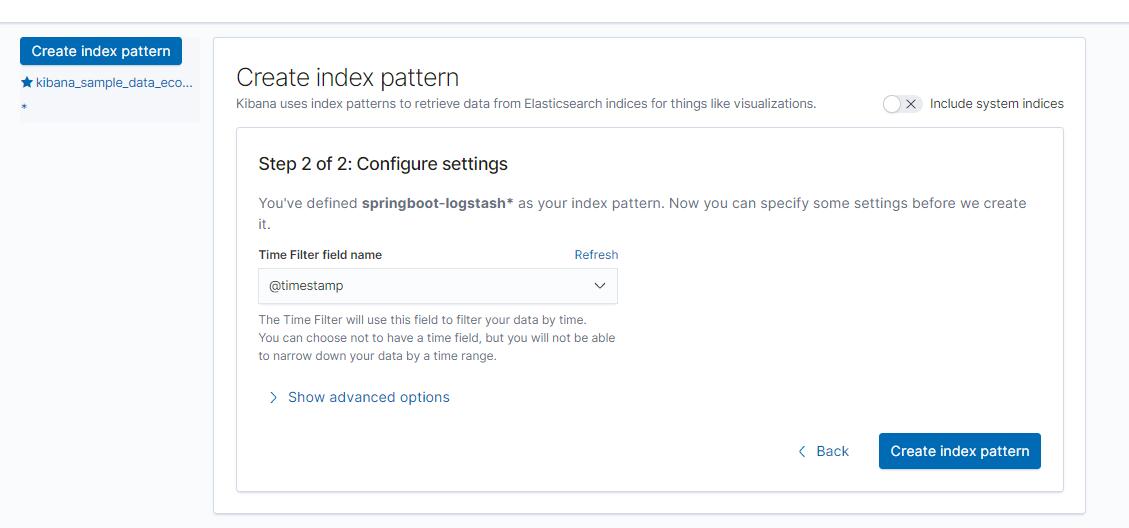 Create index pattern
★ kibana_sample_data_eco...
*
Create index pattern
Kibana uses index patterns to retrieve data from Elasticsearch indices for things like visualizations.
Include system indices
Step 2 of 2: Configure settings
You've defined springboot-logstash* as your index pattern. Now you can specify some settings before we create
it.
Time Filter field name Refresh
@timestamp
The Time Filter will use this field to filter your data by time.
You can choose not to have a time field, but you will not be able
to narrow down your data by a time range.
Show advanced options
Back Create index pattern